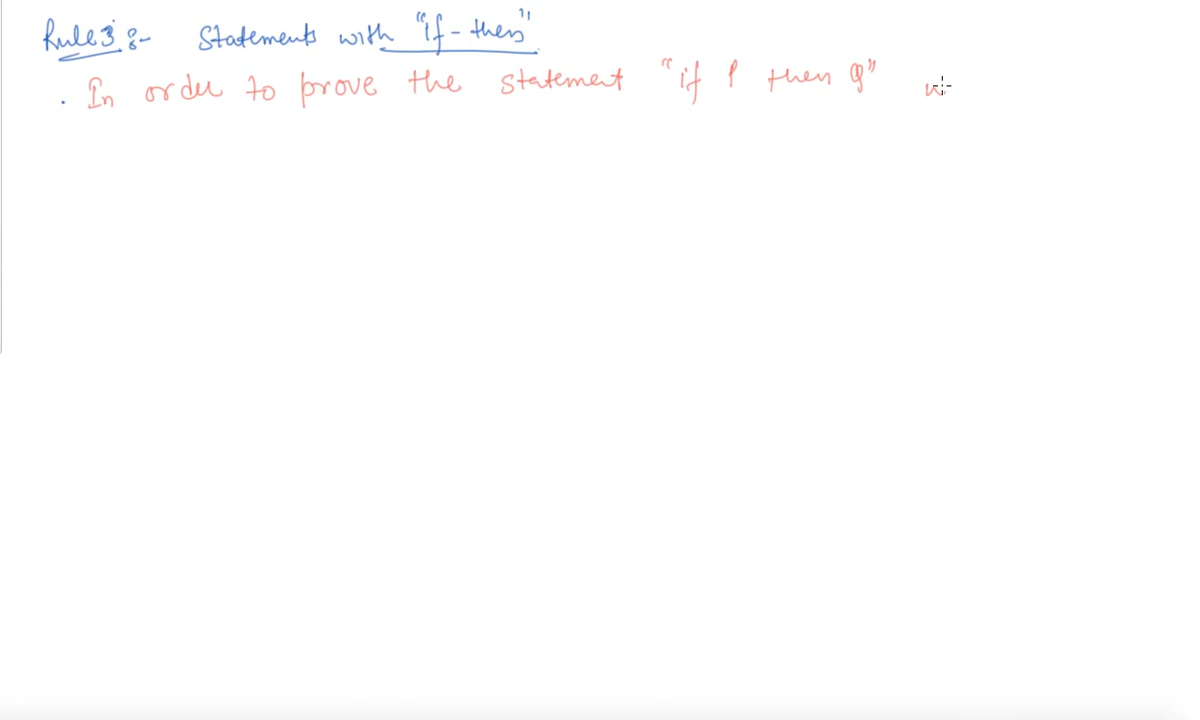 Rule 3 :- Statements with "if - then"
. In order to prove the statement "if P then q"